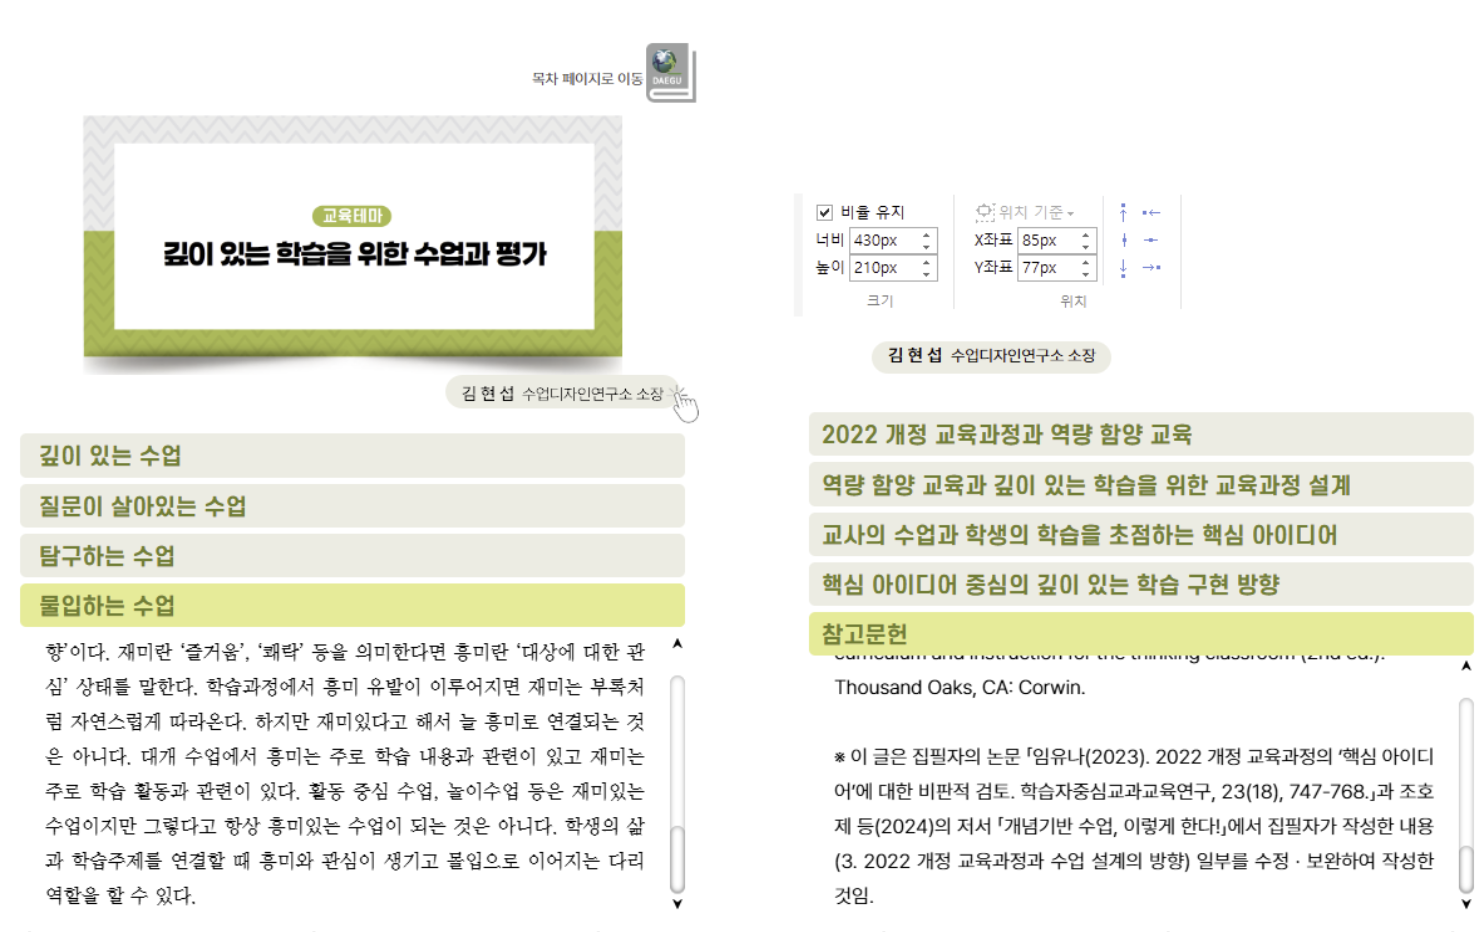 목차 페이지로 이동
DAEGU
교육테마
깊이 있는 학습을 위한 수업과 평가
김 현 섭 수업디자인연구소 소장
깊이 있는 수업
질문이 살아있는 수업
탐구하는 수업
몰입하는 수업
향’이다. 재미란 ‘즐거움’, ‘쾌락’ 등을 의미한다면 흥미란 ‘대상에 대한 관
심’ 상태를 말한다. 학습과정에서 흥미 유발이 이루어지면 재미는 부록처
럼 자연스럽게 따라온다. 하지만 재미있다고 해서 늘 흥미로 연결되는 것
은 아니다. 대개 수업에서 흥미는 주로 학습 내용과 관련이 있고 재미는
주로 학습 활동과 관련이 있다. 활동 중심 수업, 놀이수업 등은 재미있는
수업이지만 그렇다고 항상 흥미있는 수업이 되는 것은 아니다. 학생의 삶
과 학습주제를 연결할 때 흥미와 관심이 생기고 몰입으로 이어지는 다리
역할을 할 수 있다.
비율 유지
너비 430px
높이 210px
크기
위치 기준
X좌표 85px
Y좌표 77px
위치
김 현 섭 수업디자인연구소 소장
2022 개정 교육과정과 역량 함양 교육
역량 함양 교육과 깊이 있는 학습을 위한 교육과정 설계
교사의 수업과 학생의 학습을 초점하는 핵심 아이디어
핵심 아이디어 중심의 깊이 있는 학습 구현 방향
참고문헌
curriculum and instruction for the thinking classroom (2nd ed.).
Thousand Oaks, CA: Corwin.
※ 이 글은 집필자의 논문 ｢임유나(2023). 2022 개정 교육과정의 ‘핵심 아이디
어’에 대한 비판적 검토. 학습자중심교과교육연구, 23(18), 747-768.｣과 조호
제 등(2024)의 저서 ｢개념기반 수업, 이렇게 한다!｣에서 집필자가 작성한 내용
(3. 2022 개정 교육과정과 수업 설계의 방향) 일부를 수정 · 보완하여 작성한
것임.